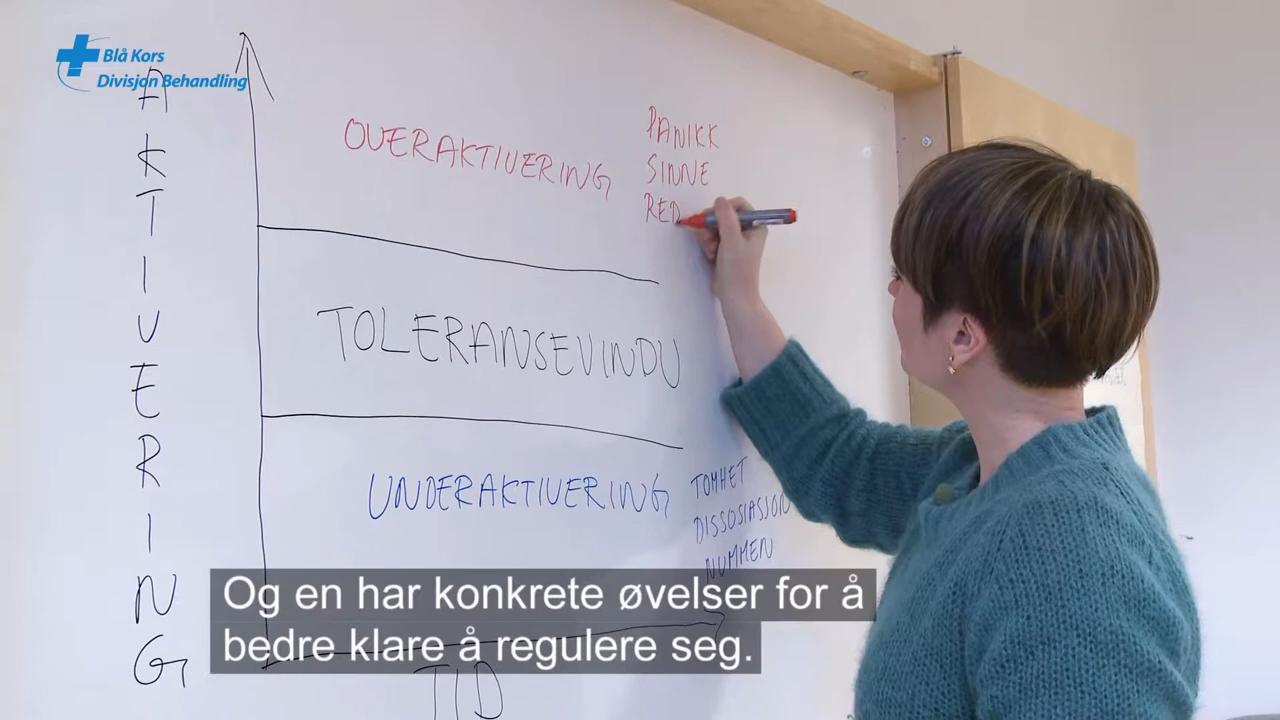 Blå Kors
Divisjon Behandling
AKTIVERING
OVERAKTIVERING
PANIKK
SINNE
RED
TOLERANSEVINDU
UNDERAKTIVERING
TOMHET
DISSOSIASJON
NUMMEN
TID
Og en har konkrete øvelser for å
bedre klare å regulere seg.